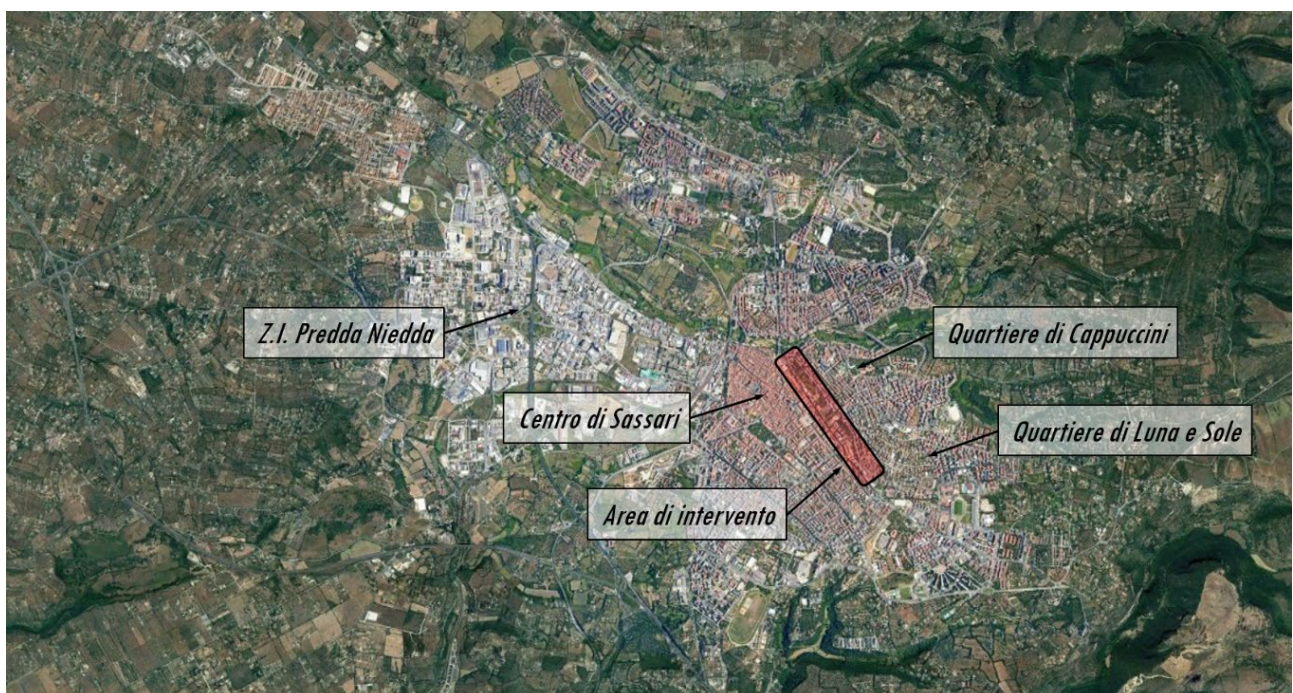 Z.I. Predda Niedda
Quartiere di Cappuccini
Centro di Sassari
Quartiere di Luna e Sole
Area di intervento